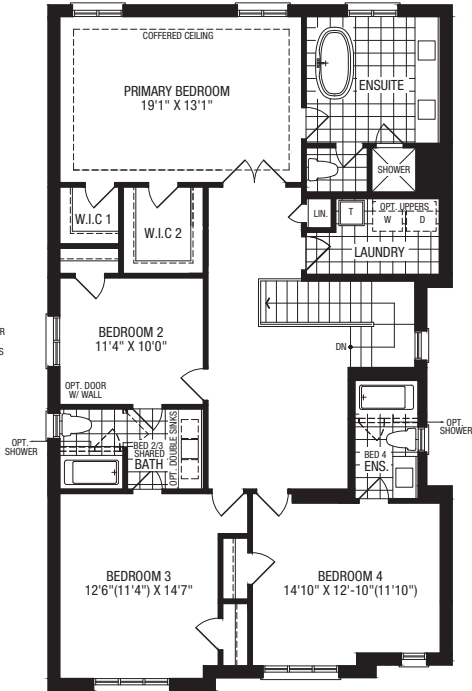 COFFERED CEILING
PRIMARY BEDROOM
19'1" X 13'1"
ENSUITE
SHOWER
W.I.C 1
W.I.C 2
LIN.
T
OPT. UPPERS
W D
LAUNDRY
BEDROOM 2
11'4" X 10'0"
DN
OPT. DOOR
W/ WALL
OPT.
SHOWER
BED 2/3
SHARED
BATH
OPT. DOUBLE SINKS
BED 4
ENS.
OPT.
SHOWER
BEDROOM 3
12'6"(11'4") X 14'7"
BEDROOM 4
14'10" X 12'-10"(11'10")